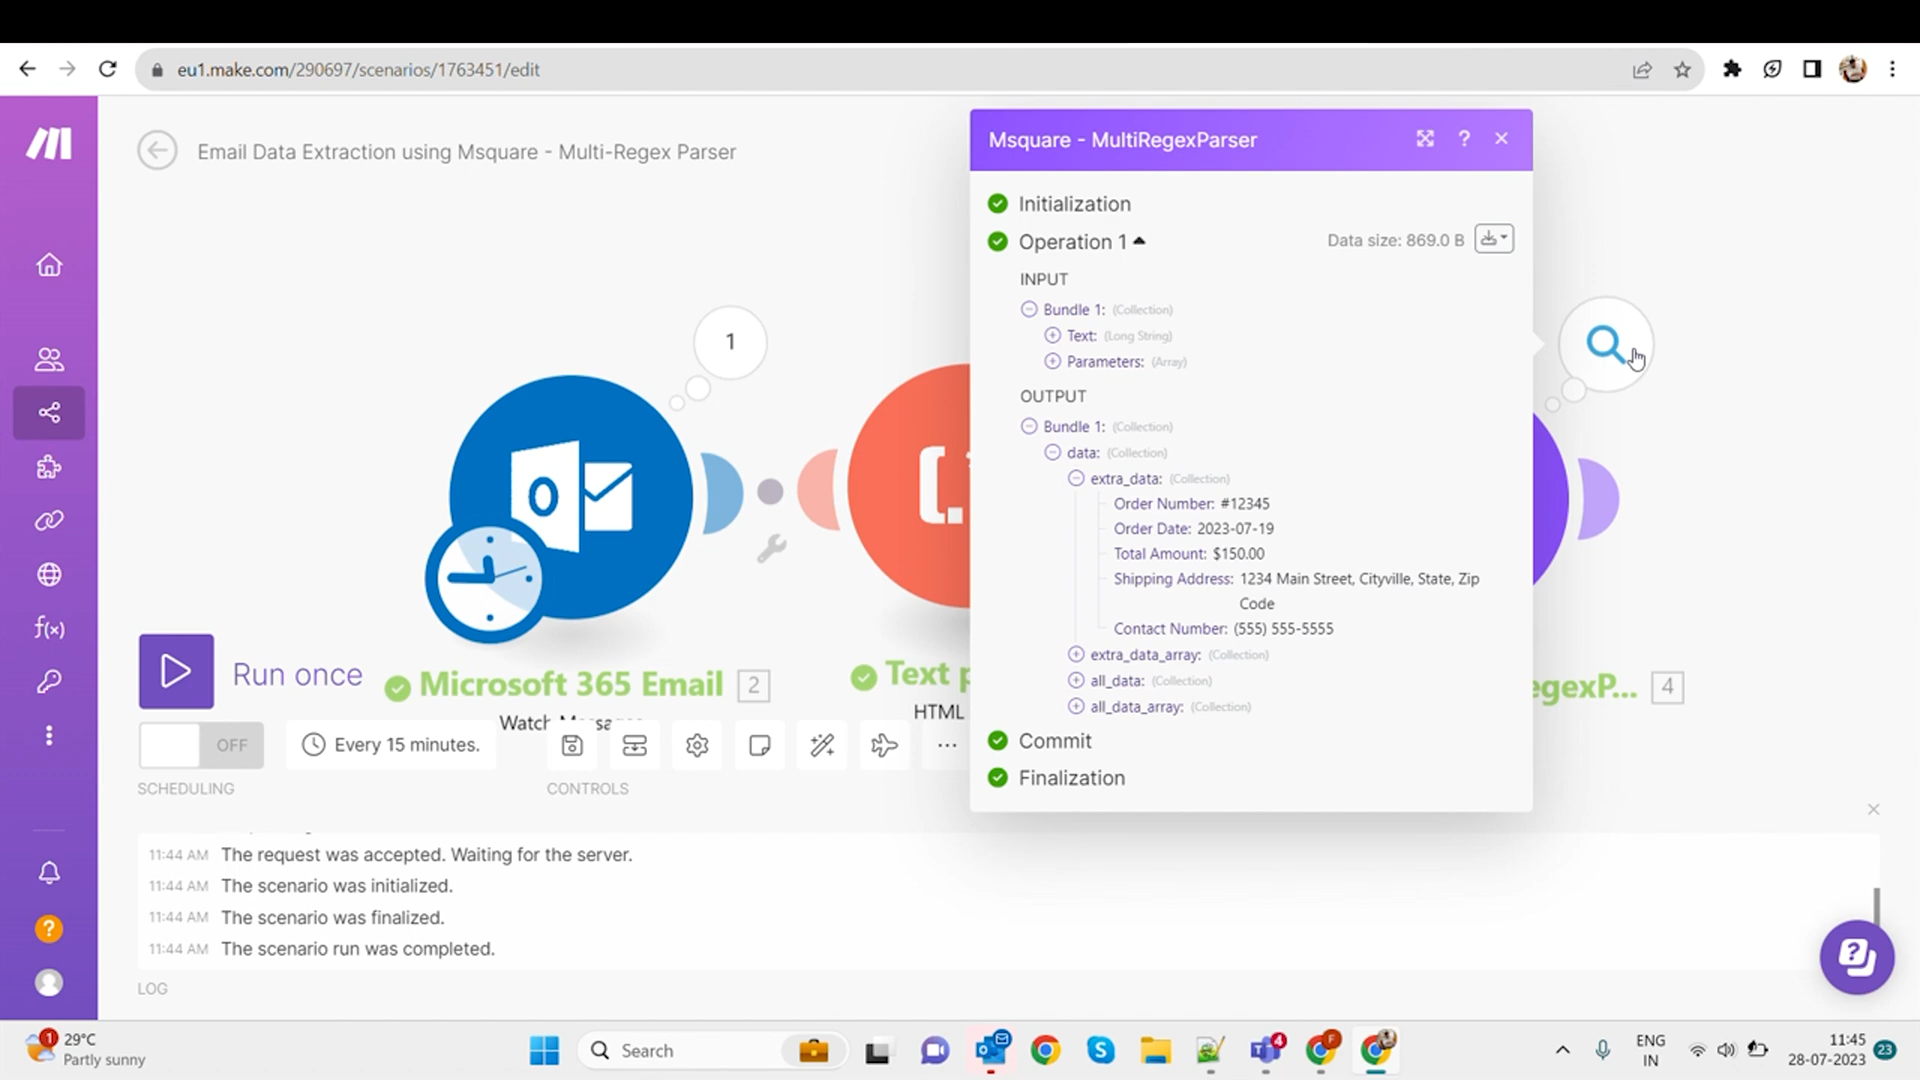 eu1.make.com/290697/scenarios/1763451/edit
Email Data Extraction using Msquare - Multi-Regex Parser
Msquare - MultiRegexParser
?
Initialization
Operation 1
Data size: 869.0 B
INPUT
Bundle 1: (Collection)
Text: (Long String)
Parameters: (Array)
OUTPUT
Bundle 1: (Collection)
data: (Collection)
extra_data: (Collection)
Order Number: #12345
Order Date: 2023-07-19
Total Amount: $150.00
Shipping Address: 1234 Main Street, Cityville, State, Zip
Code
Contact Number: (555) 555-5555
extra_data_array: (Collection)
all_data: (Collection)
all_data_array: (Collection)
Commit
Finalization
1
f(x)
Run once
Microsoft 365 Email 2
Text p
HTML
egexP... 4
OFF
Every 15 minutes.
SCHEDULING
CONTROLS
11:44 AM The request was accepted. Waiting for the server.
11:44 AM The scenario was initialized.
11:44 AM The scenario was finalized.
11:44 AM The scenario run was completed.
LOG
?
?
1
29°C
Partly sunny
Search
4
F
ENG
IN
11:45
28-07-2023
23